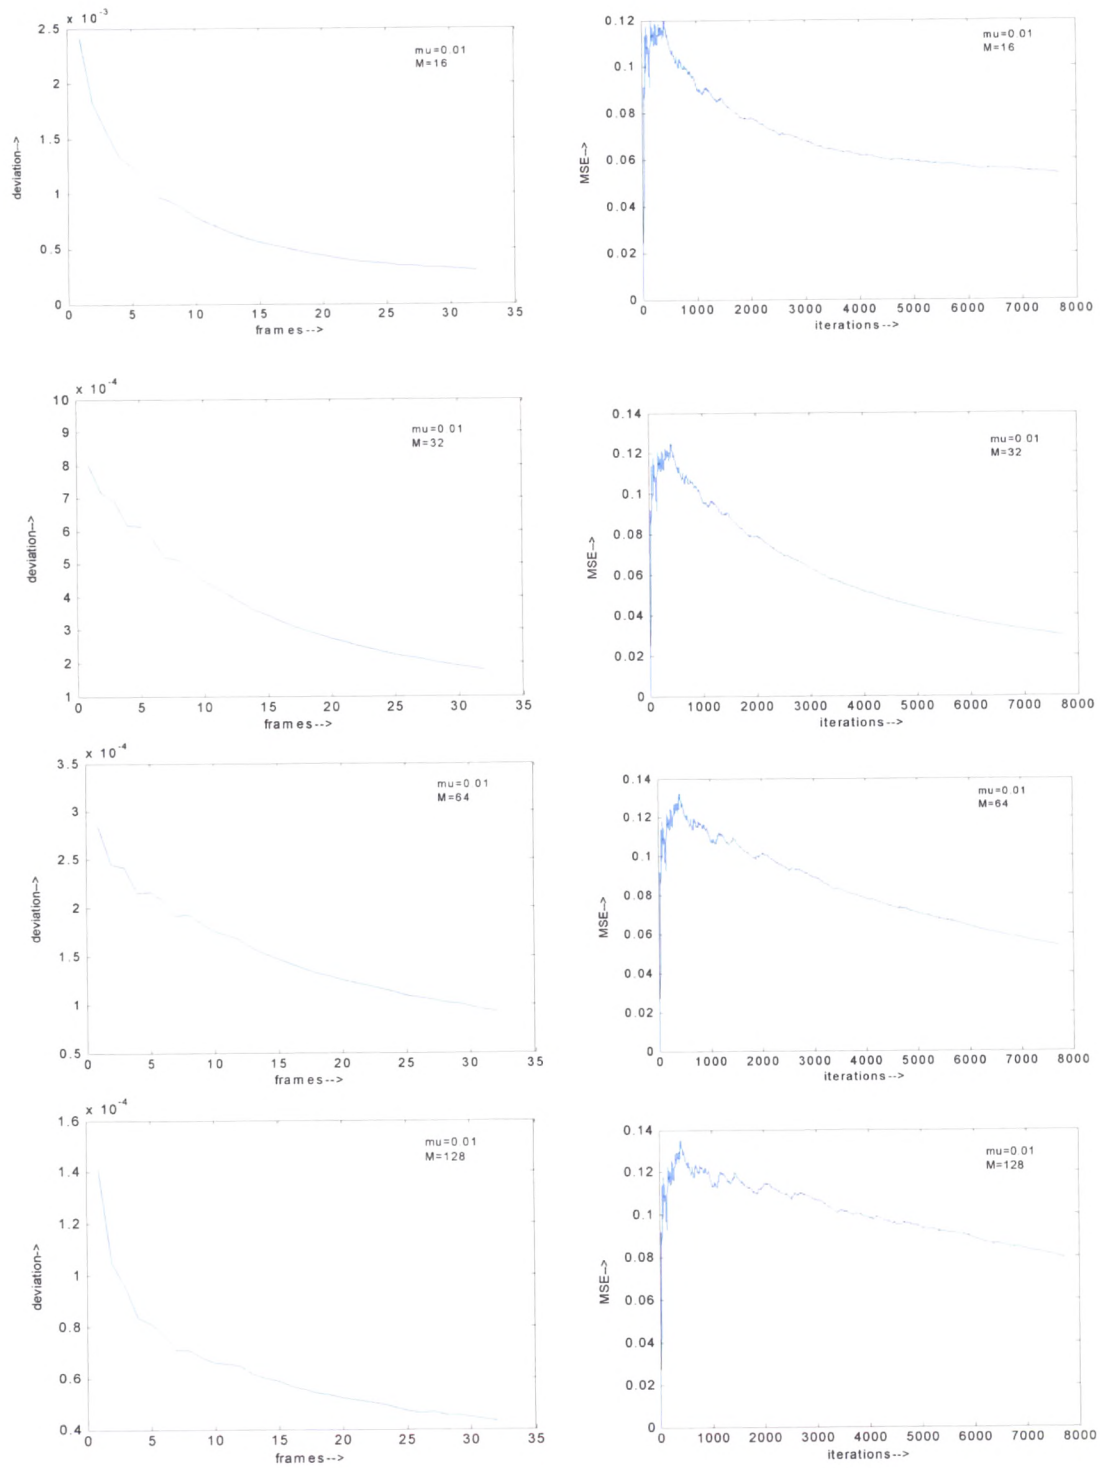 x 10⁻³
2.5
2
1.5
1
0.5
0
deviation-->
mu=0.01
M=16
0 5 10 15 20 25 30 35
frames-->
0.12
0.1
0.08
0.06
0.04
0.02
0
MSE-->
mu=0.01
M=16
0 1000 2000 3000 4000 5000 6000 7000 8000
iterations-->
x 10⁻⁴
10
9
8
7
6
5
4
3
2
1
deviation-->
mu=0.01
M=32
0 5 10 15 20 25 30 35
frames-->
0.14
0.12
0.1
0.08
0.06
0.04
0.02
0
MSE-->
mu=0.01
M=32
0 1000 2000 3000 4000 5000 6000 7000 8000
iterations-->
x 10⁻⁴
3.5
3
2.5
2
1.5
1
0.5
deviation-->
mu=0.01
M=64
0 5 10 15 20 25 30 35
frames-->
0.14
0.12
0.1
0.08
0.06
0.04
0.02
0
MSE-->
mu=0.01
M=64
0 1000 2000 3000 4000 5000 6000 7000 8000
iterations-->
x 10⁻⁴
1.6
1.4
1.2
1
0.8
0.6
0.4
deviation->
mu=0.01
M=128
0 5 10 15 20 25 30 35
frames-->
0.14
0.12
0.1
0.08
0.06
0.04
0.02
0
MSE-->
mu=0.01
M=128
0 1000 2000 3000 4000 5000 6000 7000 8000
iterations-->